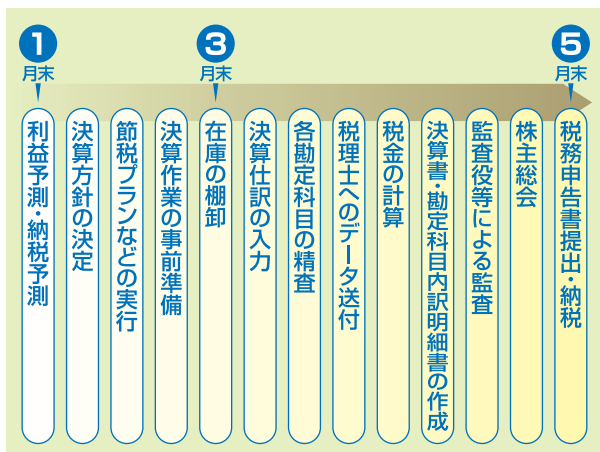 1
月末
3
月末
5
月末
利益予測・納税予測
決算方針の決定
節税プランなどの実行
決算作業の事前準備
在庫の棚卸
決算仕訳の入力
各勘定科目の精査
税理士へのデータ送付
税金の計算
決算書・勘定科目内訳明細書の作成
監査役等による監査
株主総会
税務申告書提出・納税